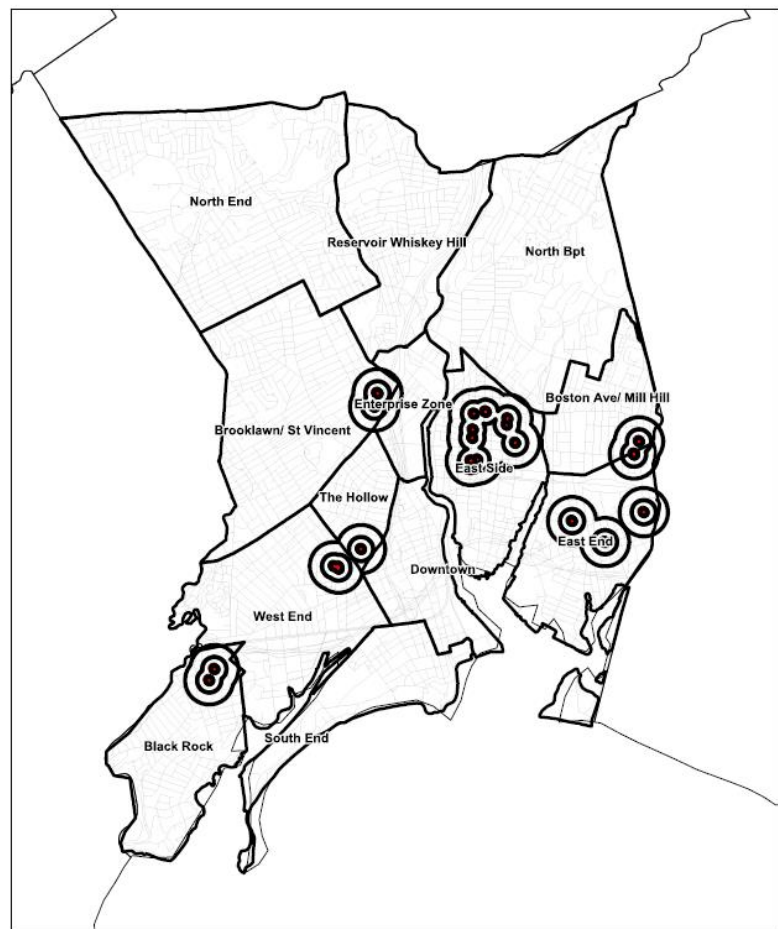 North End
Reservoir Whiskey Hill
North Bpt
Boston Ave/ Mill Hill
Enterprise Zone
Brooklawn/ St Vincent
East Side
The Hollow
East End
Downtown
West End
South End
Black Rock